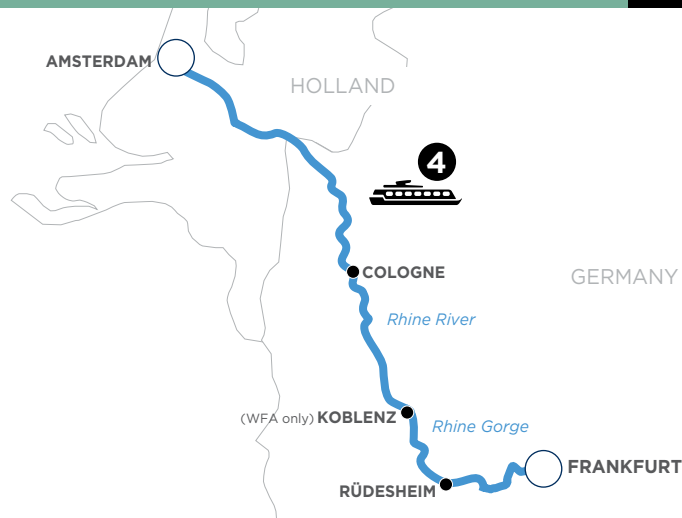 AMSTERDAM
HOLLAND
4
COLOGNE
GERMANY
Rhine River
(WFA only) KOBLENZ
Rhine Gorge
FRANKFURT
RÜDESHEIM